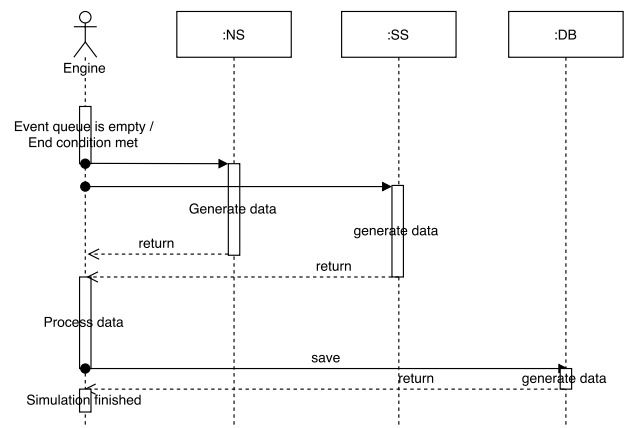 :NS
:SS
:DB
Engine
Event queue is empty /
End condition met
Generate data
generate data
return
return
Process data
save
return
generate data
Simulation finished